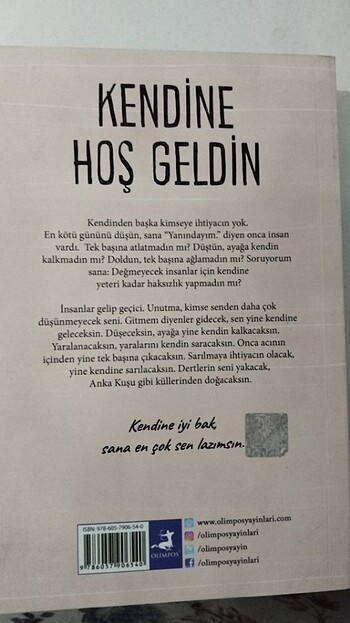 KENDİNE
HOŞ GELDİN
Kendinden başka kimseye ihtiyacın yok.
En kötü gününü düşün, sana “Yanındayım.” diyen onca insan
vardı. Tek başına atlatmadın mı? Düştün, ayağa kendin
kalkmadın mı? Doldun, tek başına ağlamadın mı? Soruyorum
sana: Değmeyecek insanlar için kendine
yeteri kadar haksızlık yapmadın mı?
İnsanlar gelip geçici. Unutma, kimse senden daha çok
düşünmeyecek seni. Gitmem diyenler gidecek, sen yine kendine
geleceksin. Düşeceksin, ayağa yine kendin kalkacaksın.
Yaralanacaksın, yaralarını kendin saracaksın. Onca acının
içinden yine tek başına çıkacaksın. Sarılmaya ihtiyacın olacak,
yine kendine sarılacaksın. Dertlerin seni yakacak,
Anka Kuşu gibi küllerinden doğacaksın.
Kendine iyi bak,
sana en çok sen lazımsın.
ISBN: 978-605-7906-54-0
9 786057 906540
OLİMPOS
www.olimposyayinlari.com
/olimposyayinlari
/olimposyayin
/olimposyayinlari